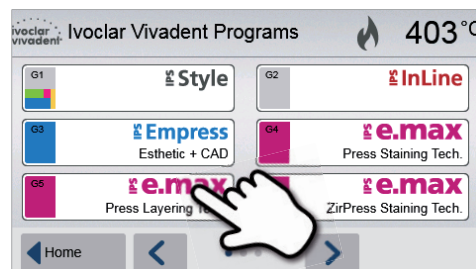 ivoclar vivadent: Ivoclar Vivadent Programs 403 °C
G1 IPS Style
G2 IPS InLine
G3 IPS Empress
Esthetic + CAD
G4 IPS e.max
Press Staining Tech.
G5 IPS e.max
Press Layering
IPS e.max
ZirPress Staining Tech.
Home